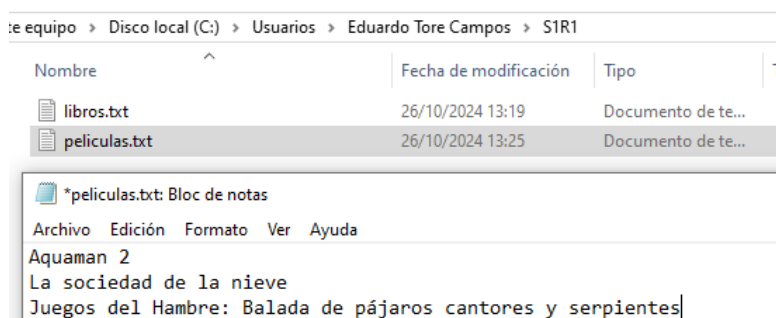 te equipo > Disco local (C:) > Usuarios > Eduardo Tore Campos > S1R1
Nombre Fecha de modificación Tipo
libros.txt 26/10/2024 13:19 Documento de te...
peliculas.txt 26/10/2024 13:25 Documento de te...
*peliculas.txt: Bloc de notas
Archivo Edición Formato Ver Ayuda
Aquaman 2
La sociedad de la nieve
Juegos del Hambre: Balada de pájaros cantores y serpientes